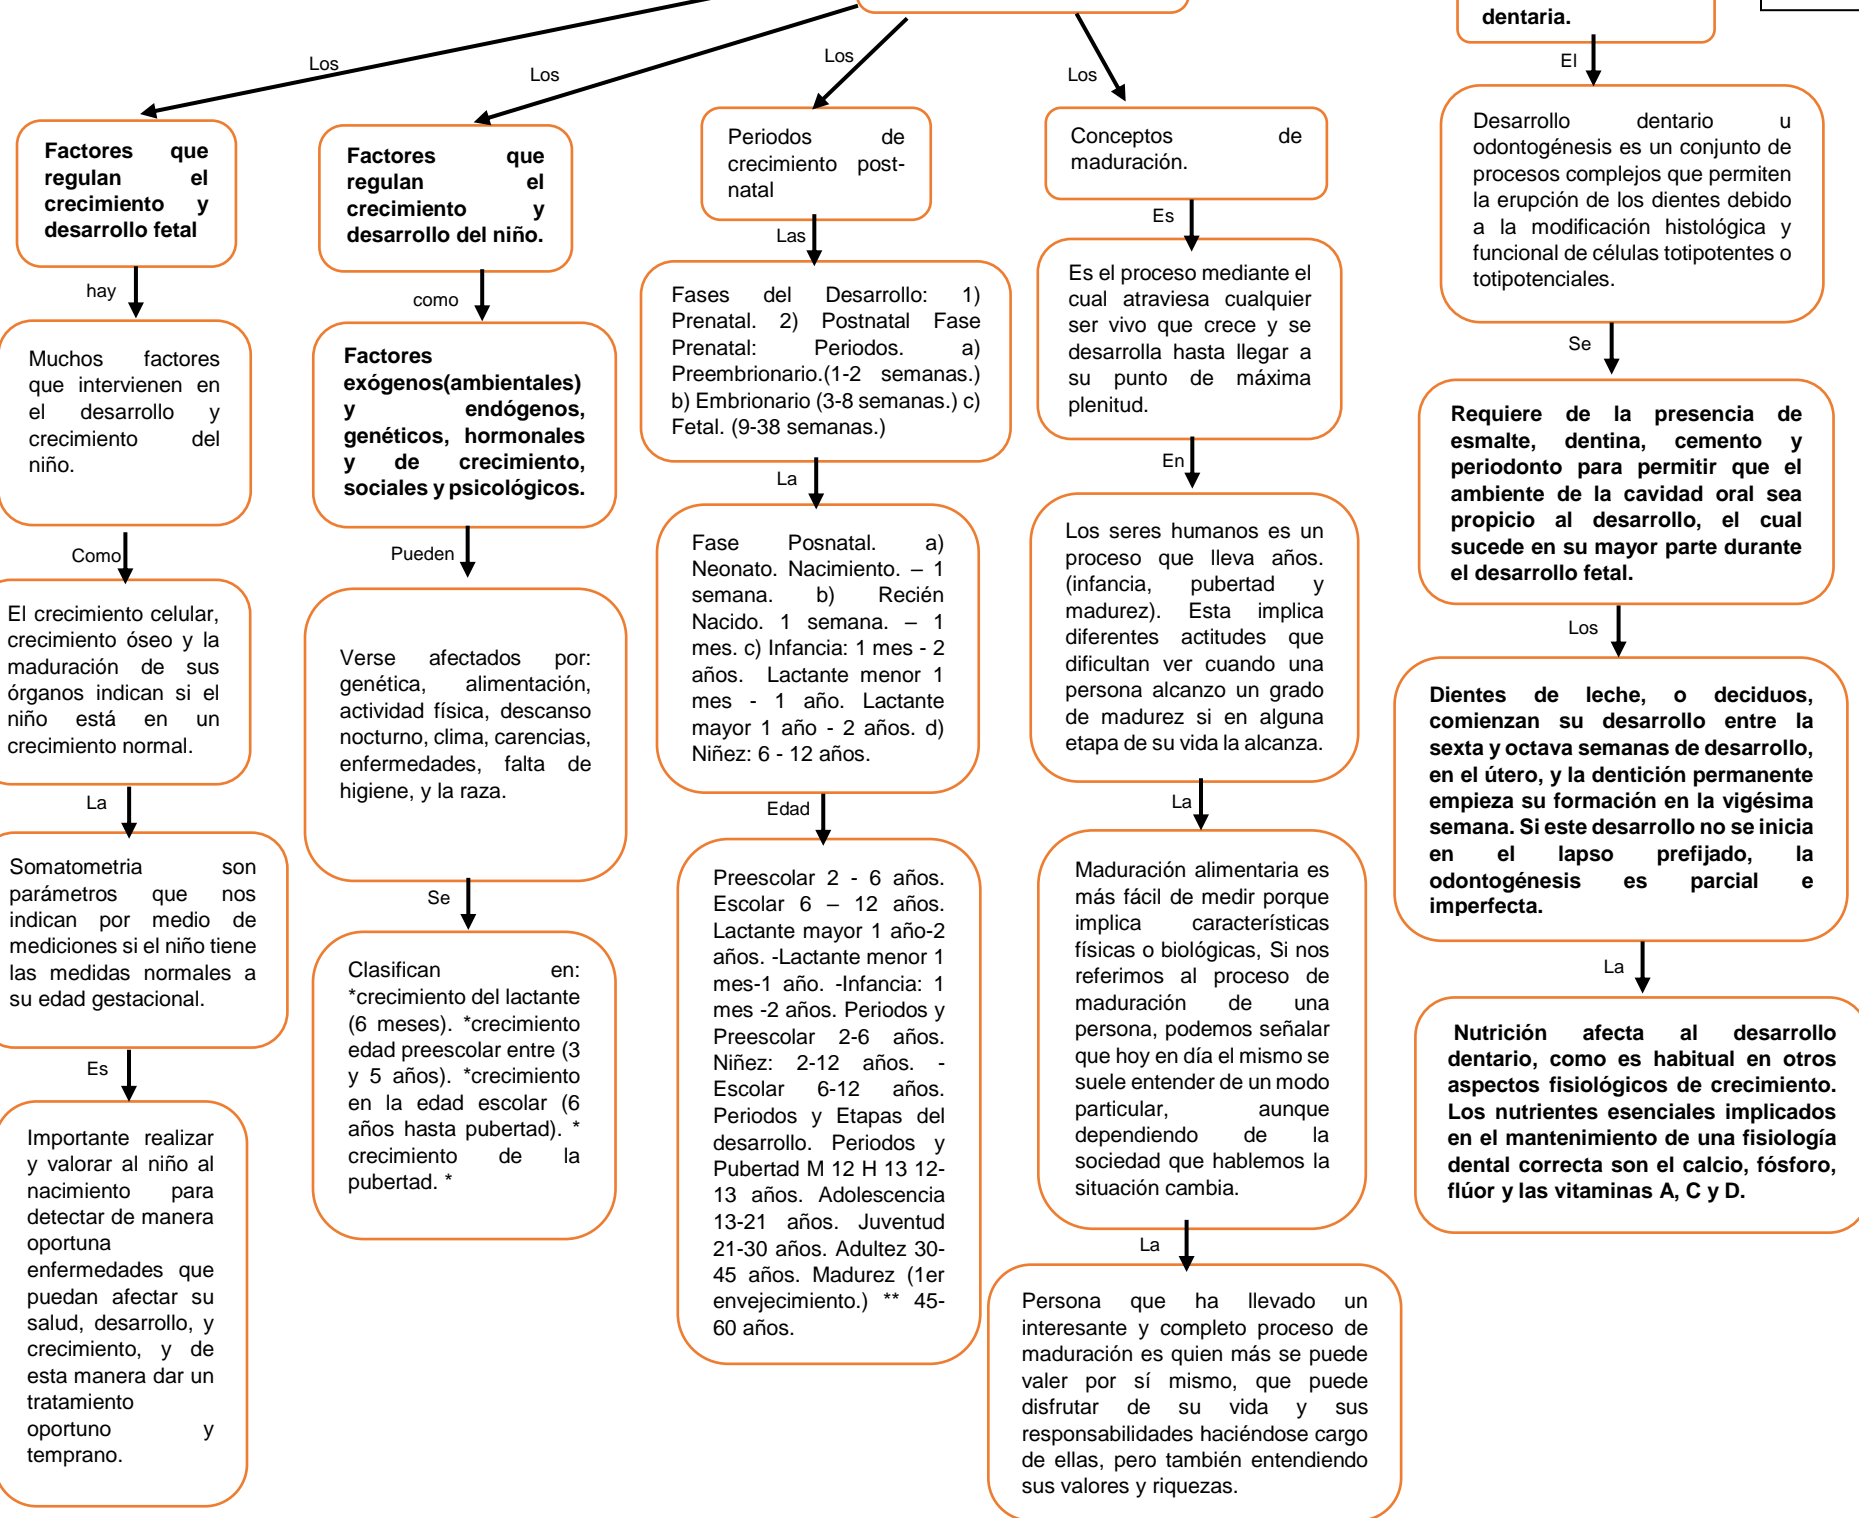 dentaria.
Los
Los
Los
Los
El
Factores que
regulan el
crecimiento y
desarrollo fetal
hay
Muchos factores
que intervienen en
el desarrollo y
crecimiento del
niño.
Como
El crecimiento celular,
crecimiento óseo y la
maduración de sus
órganos indican si el
niño está en un
crecimiento normal.
La
Somatometria son
parámetros que nos
indican por medio de
mediciones si el niño tiene
las medidas normales a
su edad gestacional.
Es
Importante realizar
y valorar al niño al
nacimiento para
detectar de manera
oportuna
enfermedades que
puedan afectar su
salud, desarrollo, y
crecimiento, y de
esta manera dar un
tratamiento
oportuno y
temprano.
Factores que
regulan el
crecimiento y
desarrollo del niño.
como
Factores
exógenos(ambientales)
y endógenos,
genéticos, hormonales
y de crecimiento,
sociales y psicológicos.
Pueden
Verse afectados por:
genética, alimentación,
actividad física, descanso
nocturno, clima, carencias,
enfermedades, falta de
higiene, y la raza.
Se
Clasifican en:
*crecimiento del lactante
(6 meses). *crecimiento
edad preescolar entre (3
y 5 años). *crecimiento
en la edad escolar (6
años hasta pubertad). *
crecimiento de la
pubertad. *
Periodos de
crecimiento post-
natal
Las
Fases del Desarrollo: 1)
Prenatal. 2) Postnatal Fase
Prenatal: Periodos. a)
Preembrionario.(1-2 semanas.)
b) Embrionario (3-8 semanas.) c)
Fetal. (9-38 semanas.)
La
Fase Posnatal. a)
Neonato. Nacimiento. – 1
semana. b) Recién
Nacido. 1 semana. – 1
mes. c) Infancia: 1 mes - 2
años. Lactante menor 1
mes - 1 año. Lactante
mayor 1 año - 2 años. d)
Niñez: 6 - 12 años.
Edad
Preescolar 2 - 6 años.
Escolar 6 – 12 años.
Lactante mayor 1 año-2
años. -Lactante menor 1
mes-1 año. -Infancia: 1
mes -2 años. Periodos y
Preescolar 2-6 años.
Niñez: 2-12 años. -
Escolar 6-12 años.
Periodos y Etapas del
desarrollo. Periodos y
Pubertad M 12 H 13 12-
13 años. Adolescencia
13-21 años. Juventud
21-30 años. Adultez 30-
45 años. Madurez (1er
envejecimiento.) ** 45-
60 años.
Conceptos de
maduración.
Es
Es el proceso mediante el
cual atraviesa cualquier
ser vivo que crece y se
desarrolla hasta llegar a
su punto de máxima
plenitud.
En
Los seres humanos es un
proceso que lleva años.
(infancia, pubertad y
madurez). Esta implica
diferentes actitudes que
dificultan ver cuando una
persona alcanzo un grado
de madurez si en alguna
etapa de su vida la alcanza.
La
Maduración alimentaria es
más fácil de medir porque
implica características
físicas o biológicas, Si nos
referimos al proceso de
maduración de una
persona, podemos señalar
que hoy en día el mismo se
suele entender de un modo
particular, aunque
dependiendo de la
sociedad que hablemos la
situación cambia.
La
Persona que ha llevado un
interesante y completo proceso de
maduración es quien más se puede
valer por sí mismo, que puede
disfrutar de su vida y sus
responsabilidades haciéndose cargo
de ellas, pero también entendiendo
sus valores y riquezas.
Desarrollo dentario u
odontogénesis es un conjunto de
procesos complejos que permiten
la erupción de los dientes debido
a la modificación histológica y
funcional de células totipotentes o
totipotenciales.
Se
Requiere de la presencia de
esmalte, dentina, cemento y
periodonto para permitir que el
ambiente de la cavidad oral sea
propicio al desarrollo, el cual
sucede en su mayor parte durante
el desarrollo fetal.
Los
Dientes de leche, o deciduos,
comienzan su desarrollo entre la
sexta y octava semanas de desarrollo,
en el útero, y la dentición permanente
empieza su formación en la vigésima
semana. Si este desarrollo no se inicia
en el lapso prefijado, la
odontogénesis es parcial e
imperfecta.
La
Nutrición afecta al desarrollo
dentario, como es habitual en otros
aspectos fisiológicos de crecimiento.
Los nutrientes esenciales implicados
en el mantenimiento de una fisiología
dental correcta son el calcio, fósforo,
flúor y las vitaminas A, C y D.